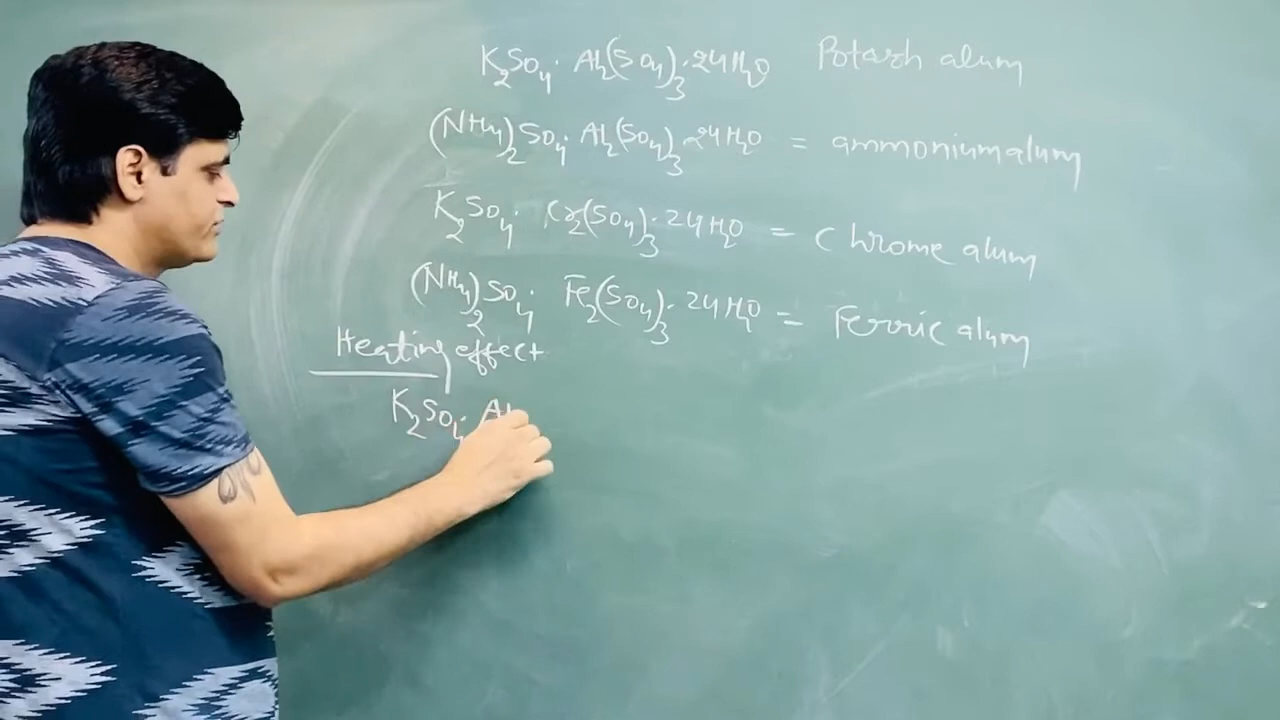 K₂SO₄. Al₂(SO₄)₃.24H₂O Potash alum
(NH₄)₂SO₄. Al₂(SO₄)₃.24H₂O = ammonium alum
K₂SO₄. Cr₂(SO₄)₃.24H₂O = Chrome alum
(NH₄)₂SO₄. Fe₂(SO₄)₃.24H₂O = Ferric alum
Heating effect
K₂SO₄. Al